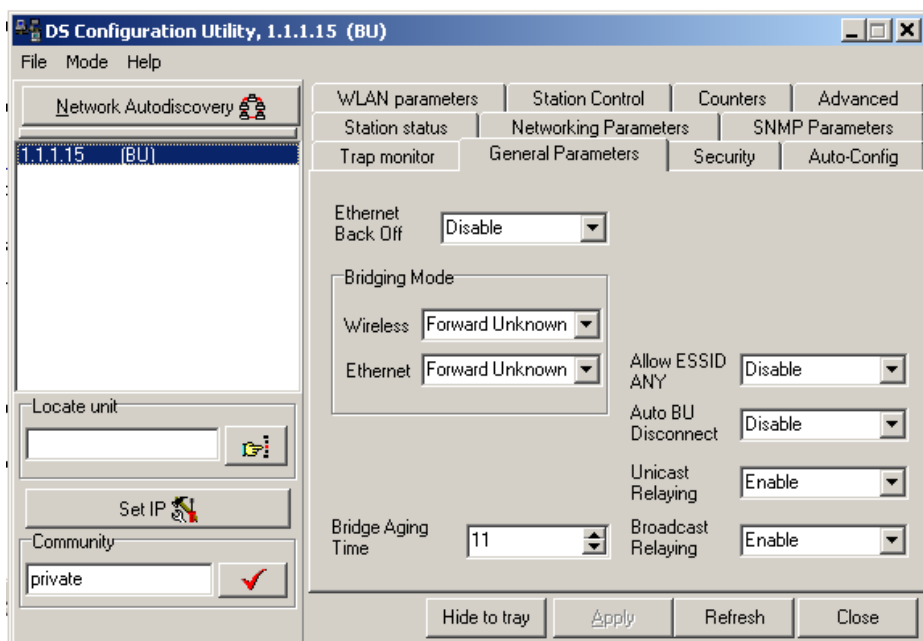 DS Configuration Utility, 1.1.1.15 (BU)
File Mode Help
Network Autodiscovery
1.1.1.15 (BU)
Locate unit
Set IP
Community
private
WLAN parameters Station Control Counters Advanced
Station status Networking Parameters SNMP Parameters
Trap monitor General Parameters Security Auto-Config
Ethernet
Back Off
Disable
Bridging Mode
Wireless Forward Unknown
Ethernet Forward Unknown
Bridge Aging
Time
11
Allow ESSID
ANY
Disable
Auto BU
Disconnect
Disable
Unicast
Relaying
Enable
Broadcast
Relaying
Enable
Hide to tray Apply Refresh Close